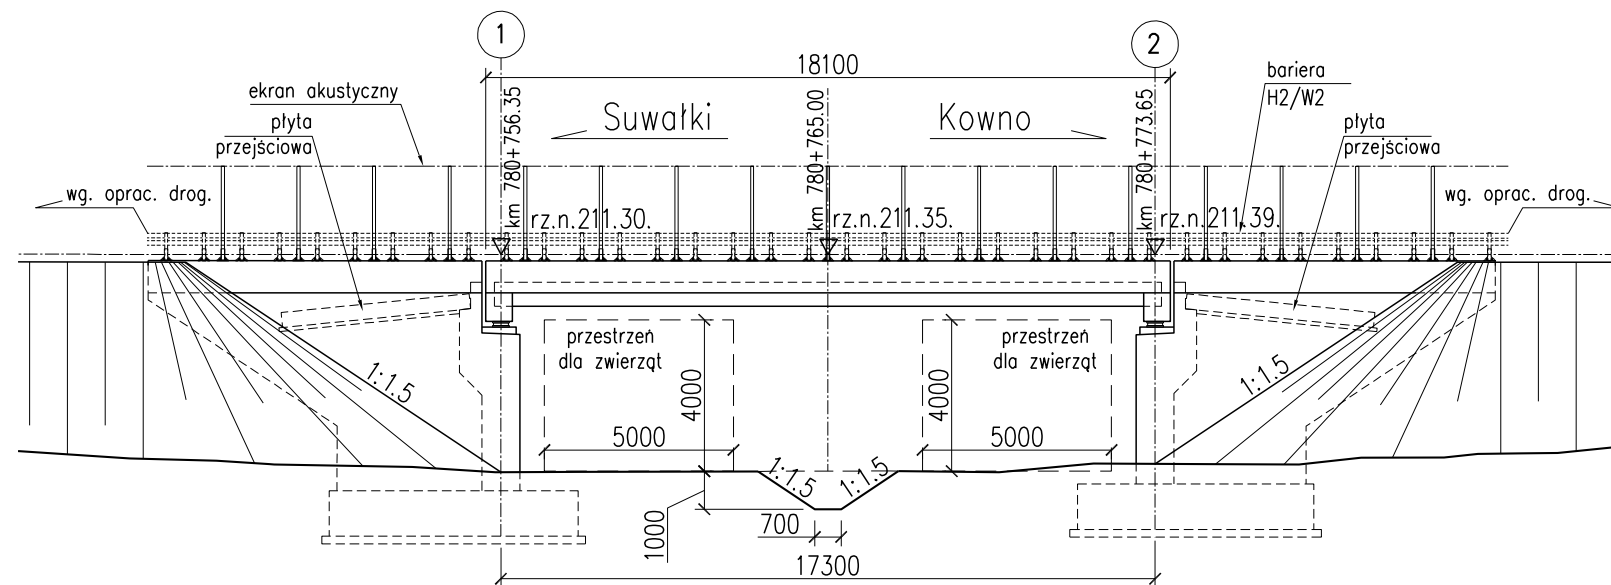 1
2
18100
ekran akustyczny
bariera
H2/W2
płyta
przejściowa
Suwałki
Kowno
płyta
przejściowa
km 780+756.35
km 780+765.00
km 780+773.65
wg. oprac. drog.
wg. oprac. drog.
rz.n.211.30.
rz.n.211.35.
rz.n.211.39.
przestrzeń
dla zwierząt
przestrzeń
dla zwierząt
1:1.5
1:1.5
4000
4000
5000
5000
1:1.5
1:1.5
1000
700
17300